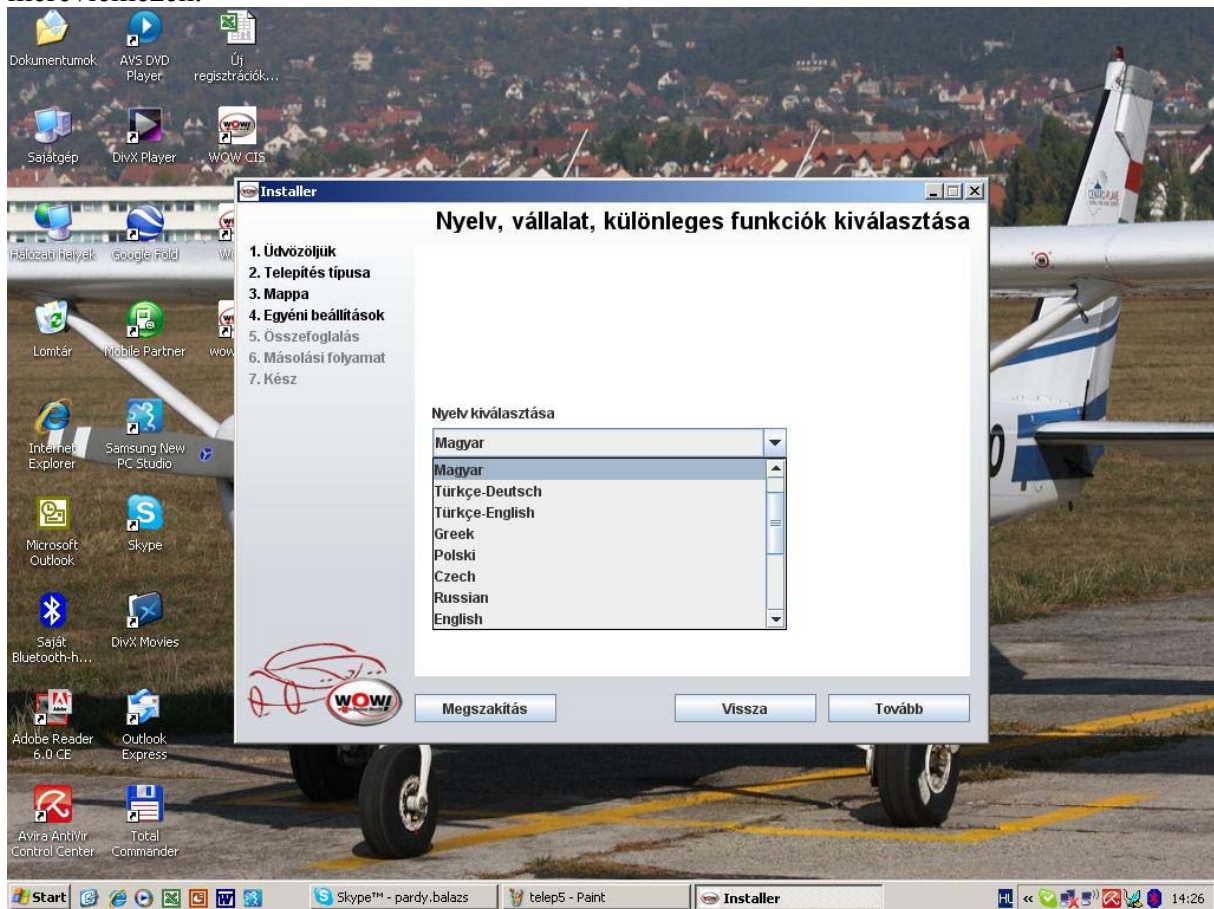 Dokumentumok
AVS DVD Player
Új regisztrációk...
Sajátgép
DivX Player
WOW CIS
Hálózati helyek
Google Föld
Lomtár
Mobile Partner
wow
Internet Explorer
Samsung New PC Studio
Microsoft Outlook
Skype
Saját Bluetooth-h...
DivX Movies
Adobe Reader 6.0 CE
Outlook Express
Avira AntiVir Control Center
Total Commander
Installer
Nyelv, vállalat, különleges funkciók kiválasztása
1. Üdvözöljük
2. Telepítés típusa
3. Mappa
4. Egyéni beállítások
5. Összefoglalás
6. Másolási folyamat
7. Kész
Nyelv kiválasztása
Magyar
Magyar
Türkçe-Deutsch
Türkçe-English
Greek
Polski
Czech
Russian
English
WOW!
Megszakítás
Vissza
Tovább
Start
Skype™ - pardy.balazs
telep5 - Paint
Installer
HU
14:26